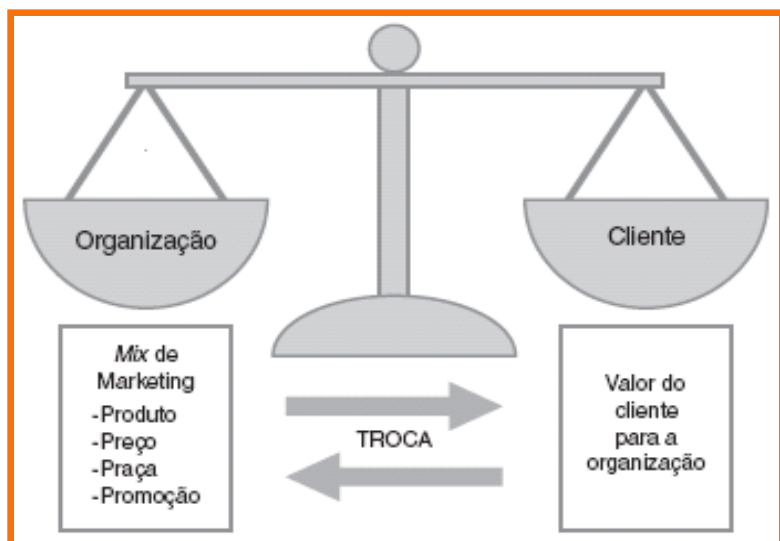 Organização
Cliente
Mix de
Marketing
-Produto
-Preço
-Praça
-Promoção
TROCA
Valor do
cliente
para a
organização